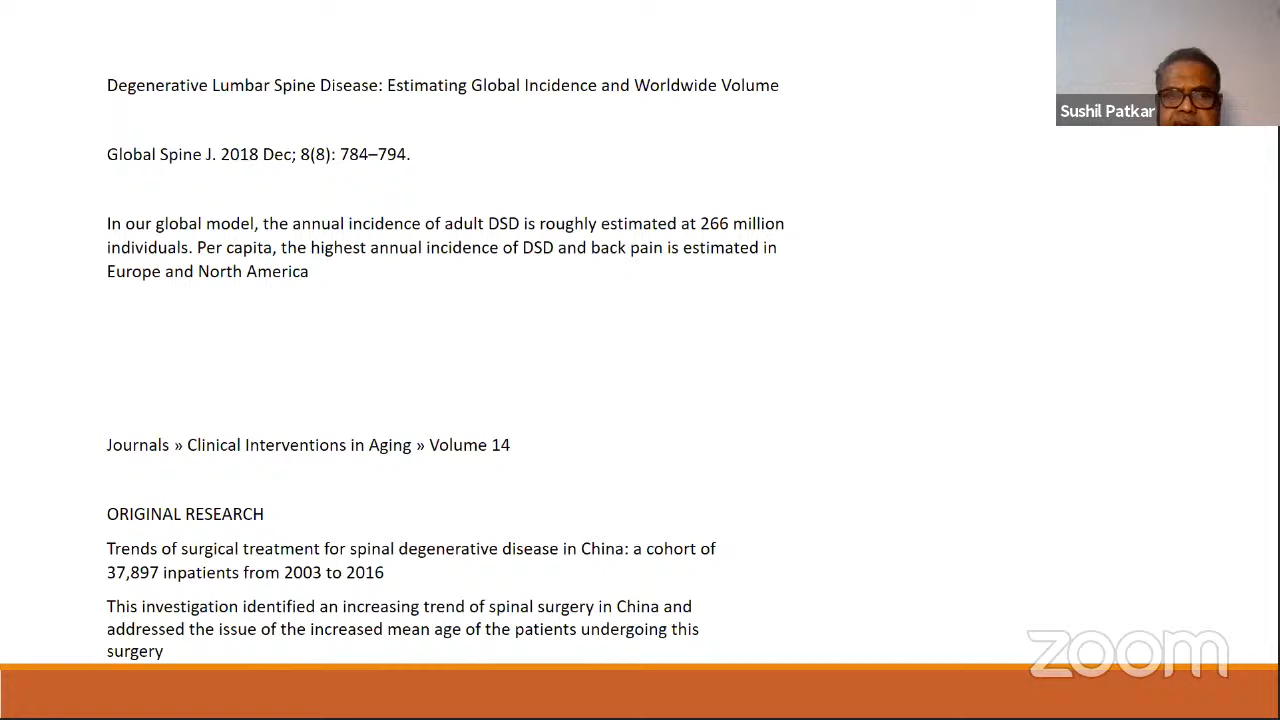 Degenerative Lumbar Spine Disease: Estimating Global Incidence and Worldwide Volume
Sushil Patkar
Global Spine J. 2018 Dec; 8(8): 784–794.
In our global model, the annual incidence of adult DSD is roughly estimated at 266 million
individuals. Per capita, the highest annual incidence of DSD and back pain is estimated in
Europe and North America
Journals » Clinical Interventions in Aging » Volume 14
ORIGINAL RESEARCH
Trends of surgical treatment for spinal degenerative disease in China: a cohort of
37,897 inpatients from 2003 to 2016
This investigation identified an increasing trend of spinal surgery in China and
addressed the issue of the increased mean age of the patients undergoing this
surgery
zoom